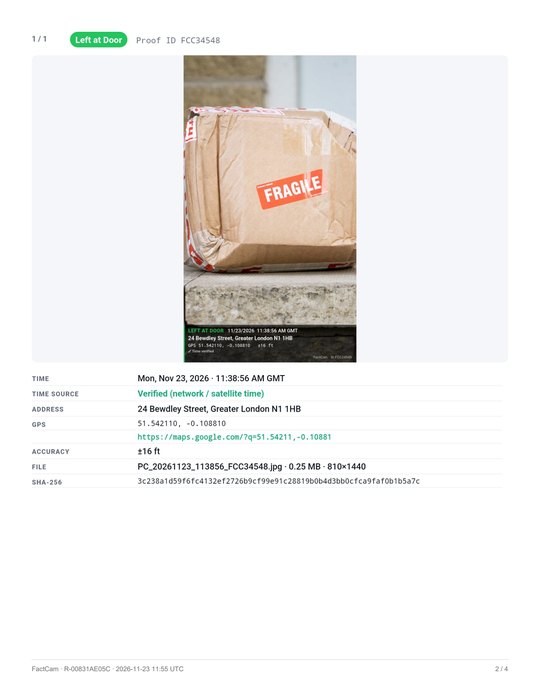 1 / 1 Left at Door Proof ID FCC34548
FRAGILE
LEFT AT DOOR 11/23/2026 11:38:56 AM GMT
24 Bewdley Street, Greater London N1 1HB
GPS 51.542110, -0.108810 ±16 ft
✓ Time verified
FactCam · Id FCC34548
TIME Mon, Nov 23, 2026 · 11:38:56 AM GMT
TIME SOURCE Verified (network / satellite time)
ADDRESS 24 Bewdley Street, Greater London N1 1HB
GPS 51.542110, -0.108810
https://maps.google.com/?q=51.54211,-0.10881
ACCURACY ±16 ft
FILE PC_20261123_113856_FCC34548.jpg · 0.25 MB · 810×1440
SHA-256 3c238a1d59f6fc4132ef2726b9cf99e91c28819b0b4d3bb0cfca9faf0b1b5a7c
FactCam · R-00831AE05C · 2026-11-23 11:55 UTC 2 / 4